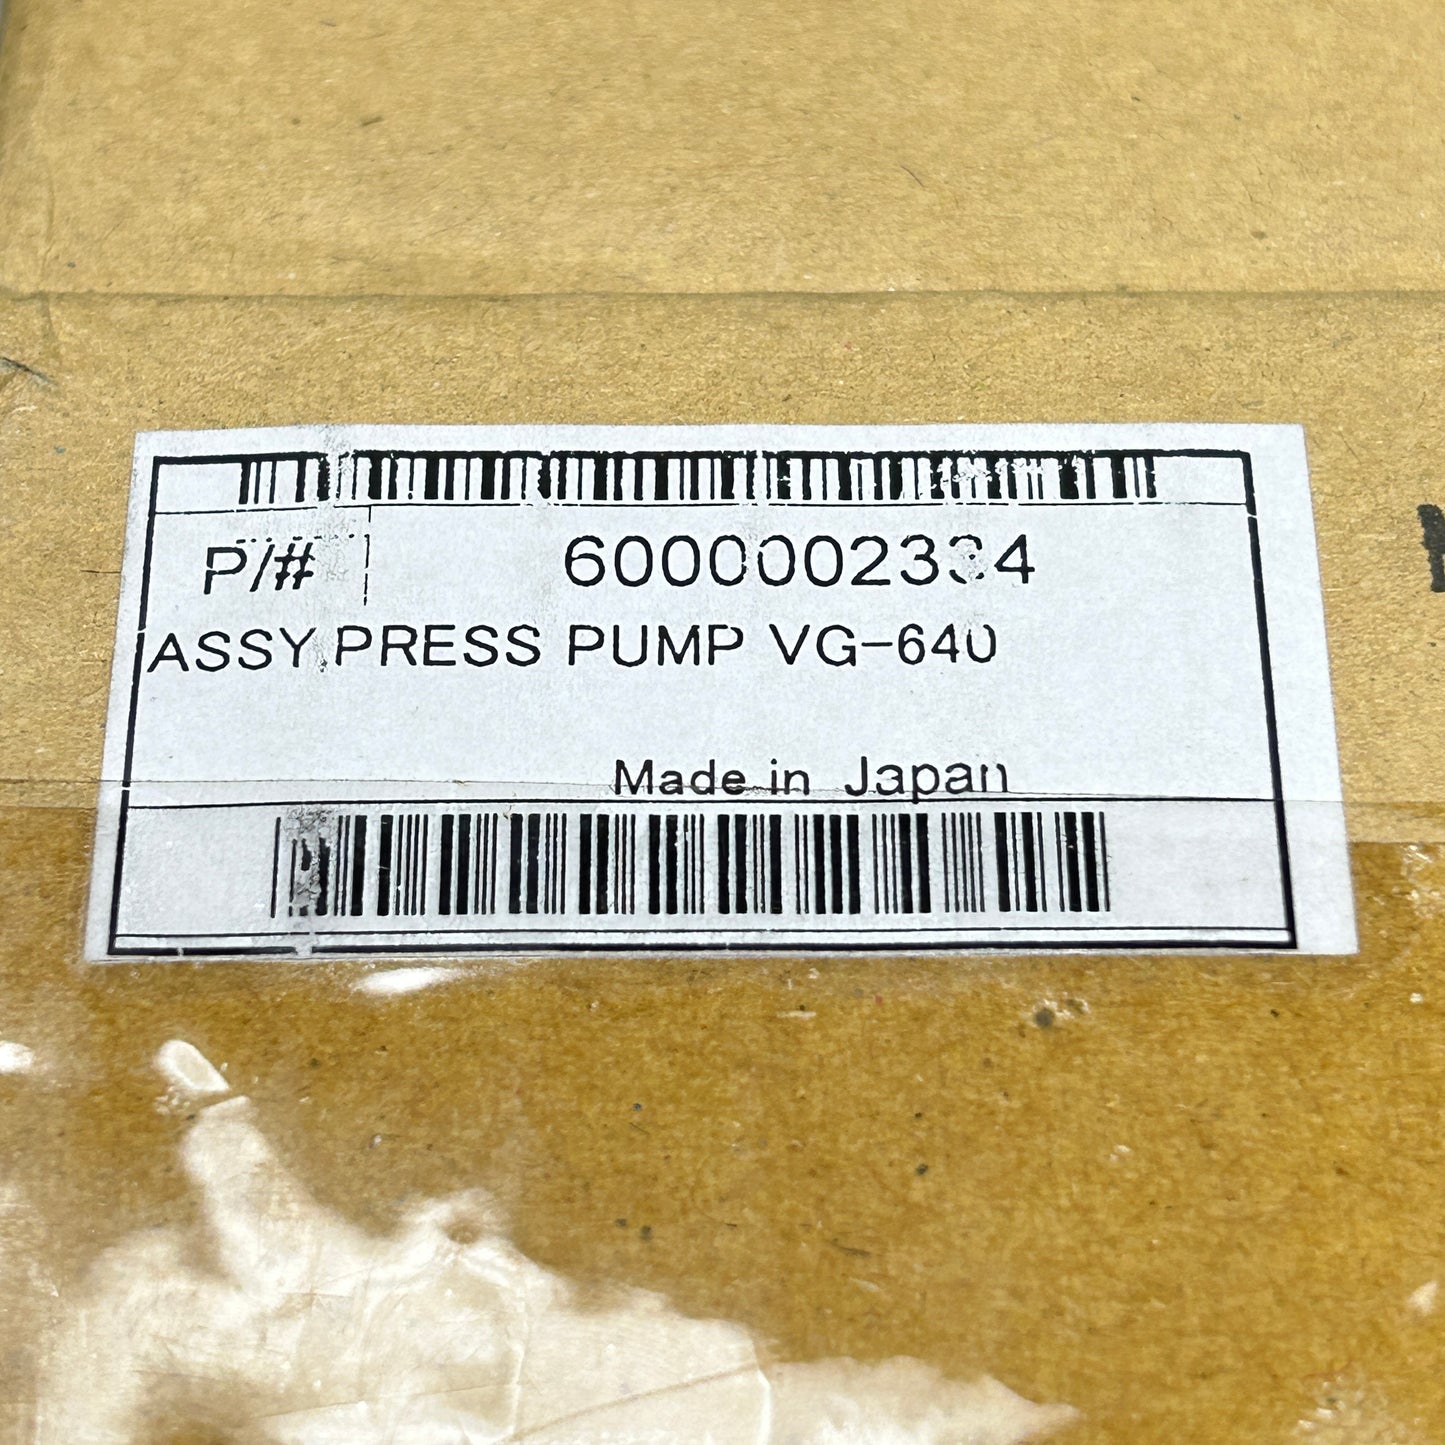 P/# 6000002334
ASSY,PRESS PUMP VG-640
Made in Japan